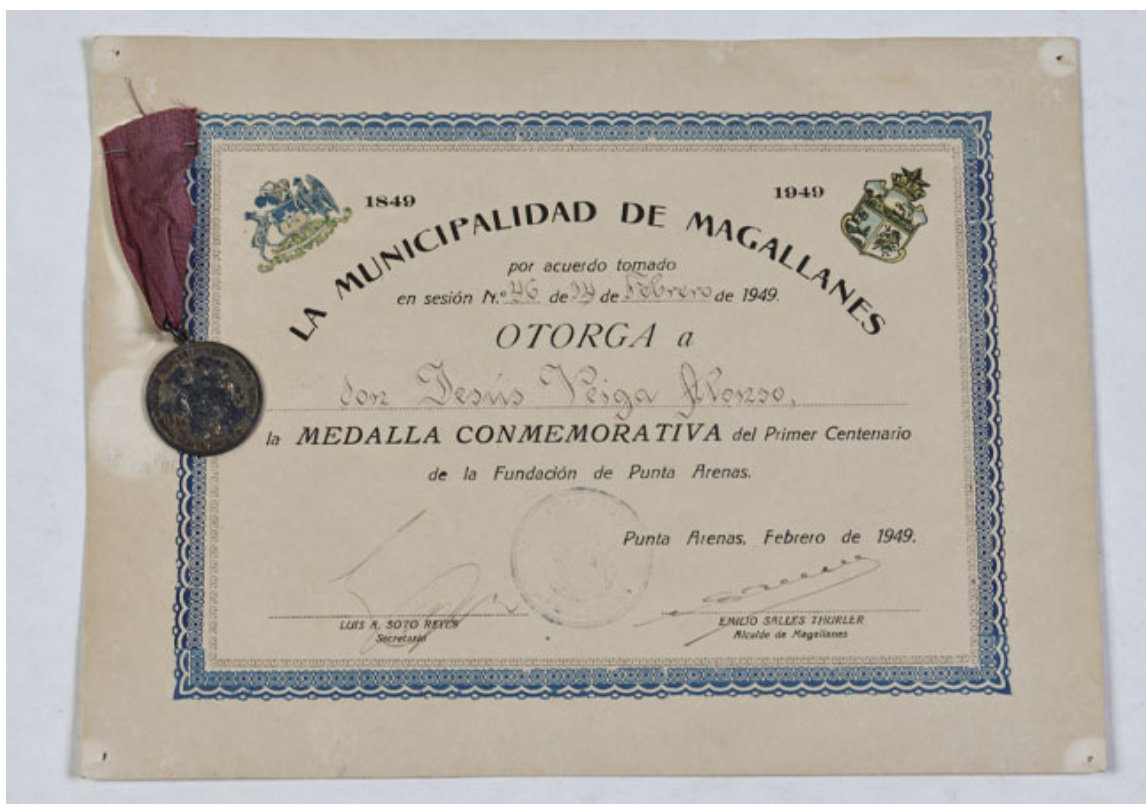 1849
1949
LA MUNICIPALIDAD DE MAGALLANES
por acuerdo tomado
en sesión N.º 46 de 14 de Febrero de 1949.
OTORGA a
don Jesús Veiga Alonso,
la MEDALLA CONMEMORATIVA del Primer Centenario
de la Fundación de Punta Arenas.
Punta Arenas, Febrero de 1949.
LUIS A. SOTO REYES
Secretario
EMILIO SALLES THURLER
Alcalde de Magallanes